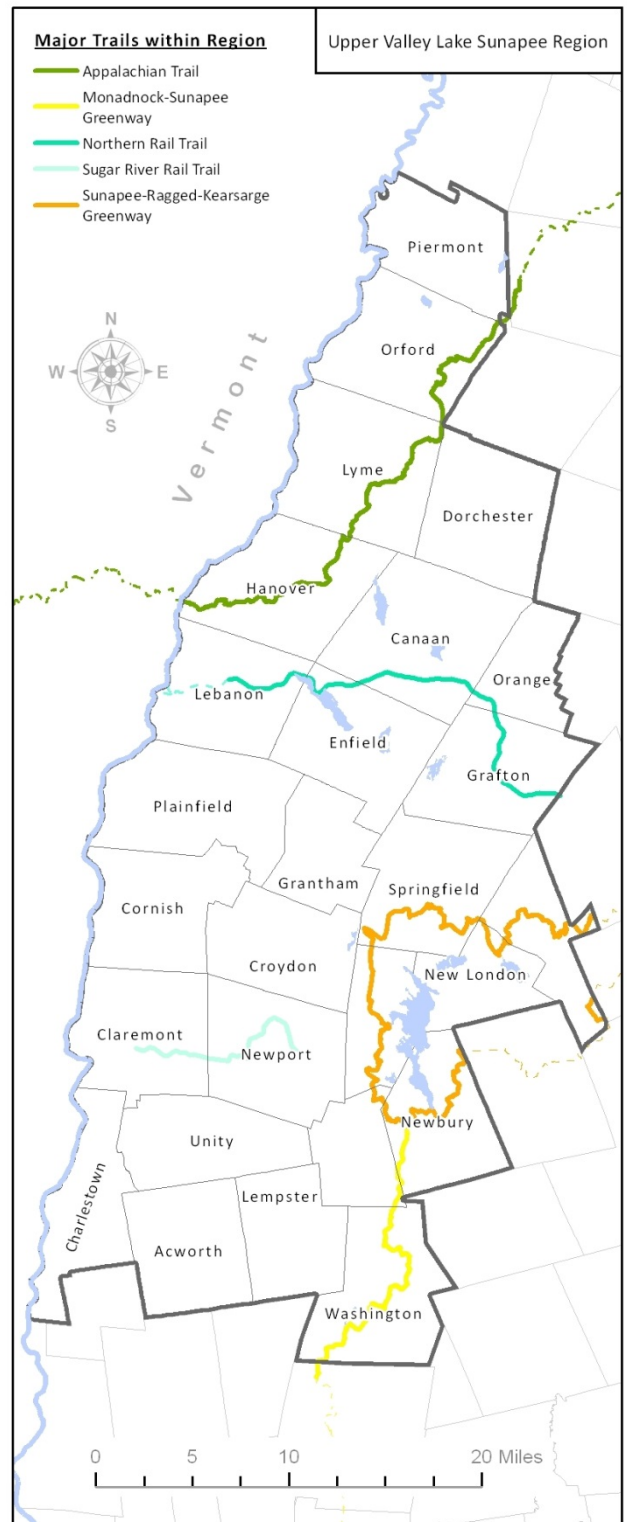 Major Trails within Region
Upper Valley Lake Sunapee Region
Appalachian Trail
Monadnock-Sunapee
Greenway
Northern Rail Trail
Sugar River Rail Trail
Sunapee-Ragged-Kearsarge
Greenway
N
W
E
S
Vermont
Piermont
Orford
Lyme
Dorchester
Hanover
Canaan
Orange
Lebanon
Enfield
Grafton
Plainfield
Grantham
Springfield
Cornish
Croydon
New London
Claremont
Newport
Newbury
Unity
Charlestown
Lempster
Acworth
Washington
0 5 10 20 Miles